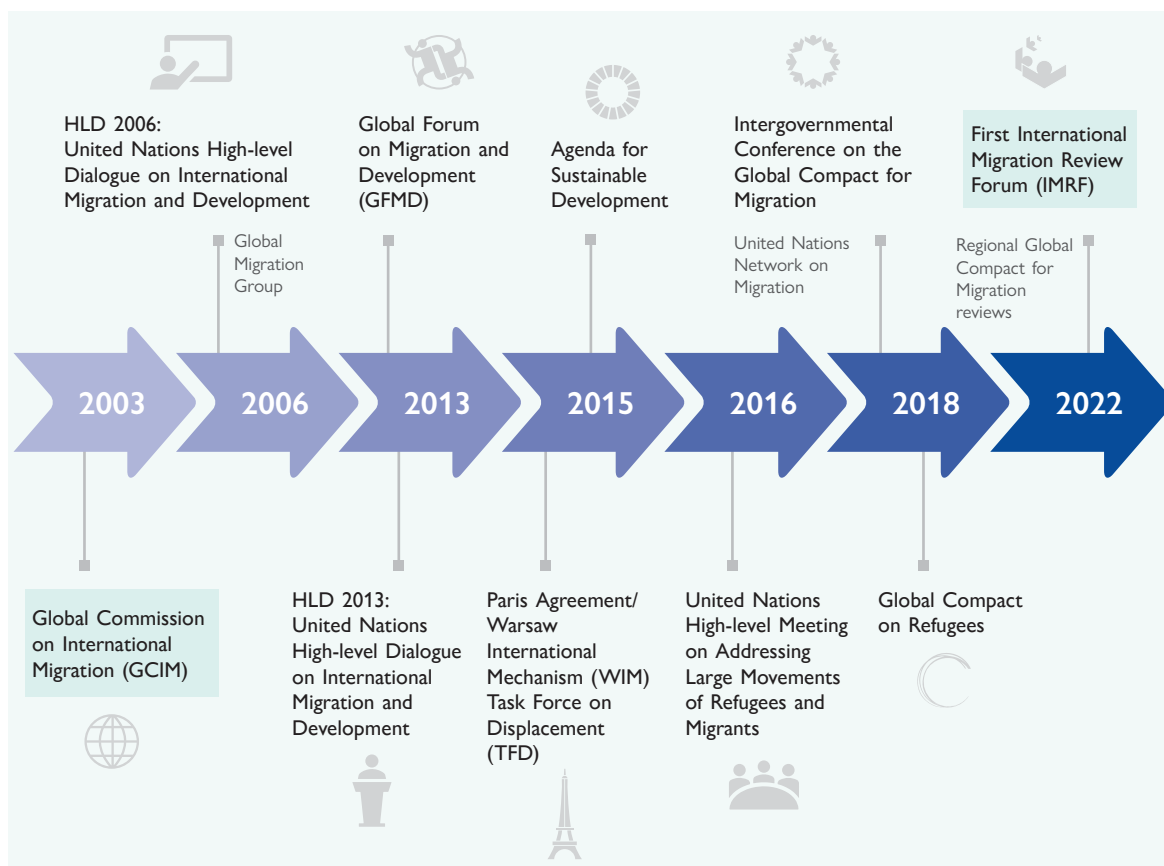 HLD 2006:
United Nations High-level
Dialogue on International
Migration and Development
Global Forum
on Migration and
Development
(GFMD)
Agenda for
Sustainable
Development
Intergovernmental
Conference on the
Global Compact for
Migration
First International
Migration Review
Forum (IMRF)
Global
Migration
Group
United Nations
Network on
Migration
Regional Global
Compact for
Migration
reviews
2003
2006
2013
2015
2016
2018
2022
Global Commission
on International
Migration (GCIM)
HLD 2013:
United Nations
High-level Dialogue
on International
Migration and
Development
Paris Agreement/
Warsaw
International
Mechanism (WIM)
Task Force on
Displacement
(TFD)
United Nations
High-level Meeting
on Addressing
Large Movements
of Refugees and
Migrants
Global Compact
on Refugees